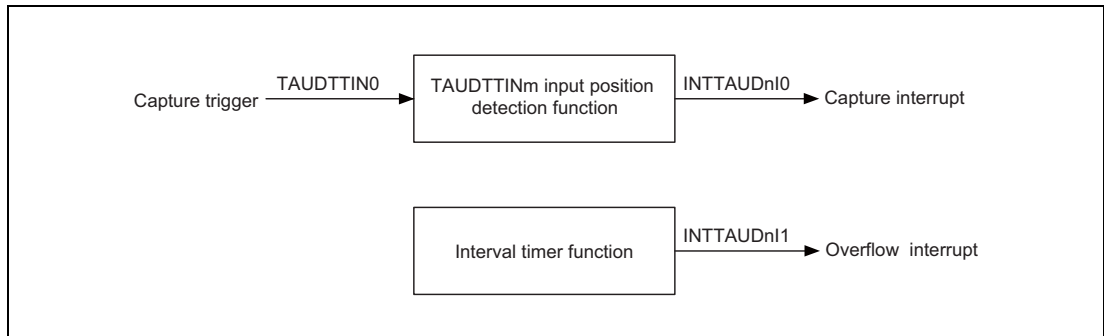 Capture trigger
TAUDTTIN0
TAUDTTINm input position
detection function
INTTAUDnI0
Capture interrupt
Interval timer function
INTTAUDnI1
Overflow interrupt